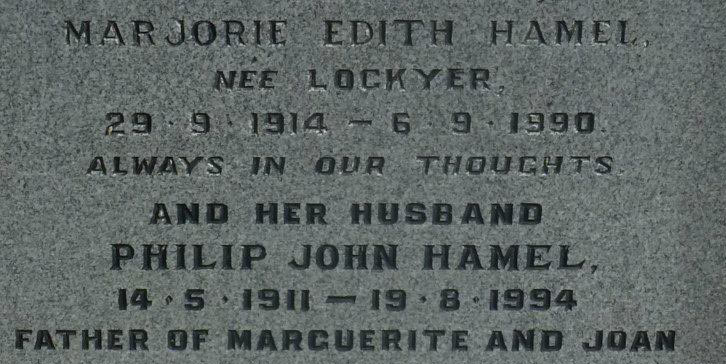 MARJORIE EDITH HAMEL,
NÉE LOCKYER,
29 · 9 · 1914 – 6 · 9 · 1990.
ALWAYS IN OUR THOUGHTS.
AND HER HUSBAND
PHILIP JOHN HAMEL,
14 · 5 · 1911 – 19 · 8 · 1994
FATHER OF MARGUERITE AND JOAN